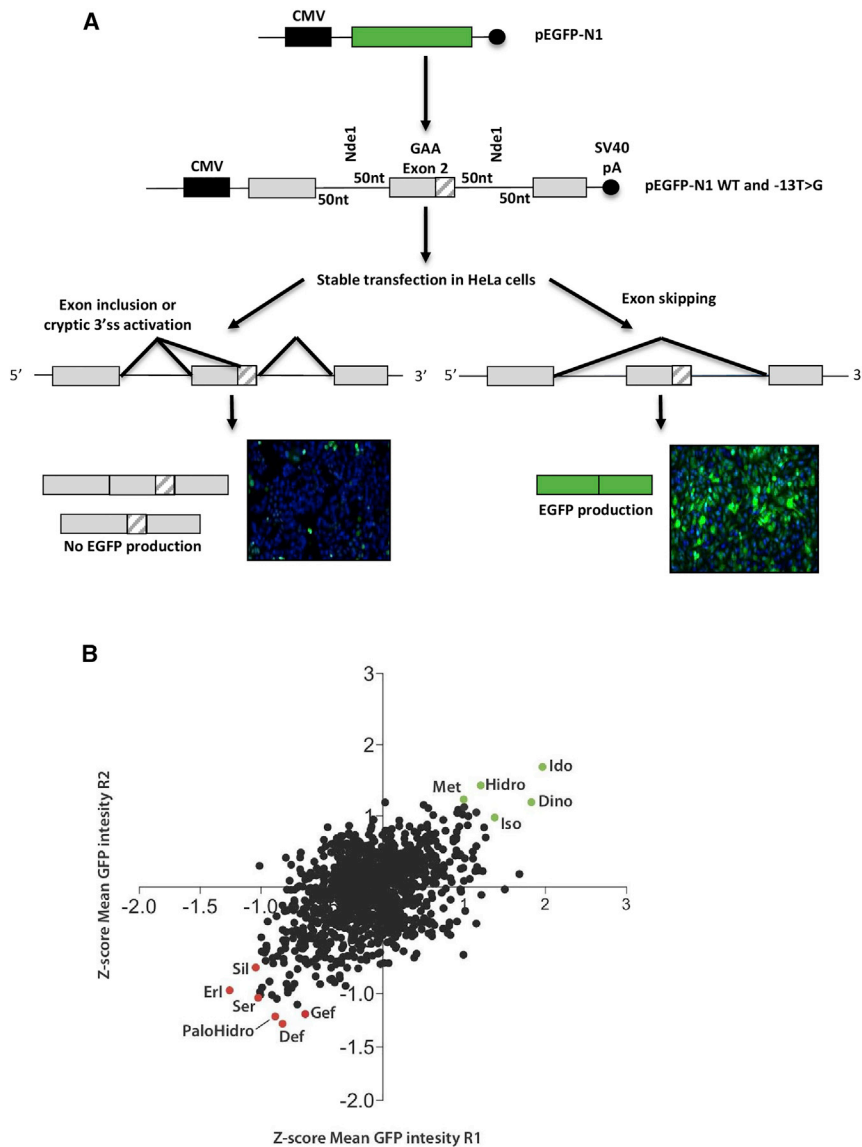 A
CMV
pEGFP-N1
Nde1
GAA
Exon 2
Nde1
SV40
pA
CMV
50nt
50nt
50nt
50nt
pEGFP-N1 WT and -13T>G
Stable transfection in HeLa cells
Exon inclusion or
cryptic 3'ss activation
Exon skipping
5'
3'
5'
3
No EGFP production
EGFP production
B
3
2
1
-2.0
-1.5
-1.0
1
2
3
-1.0
-1.5
-2.0
Ido
Hidro
Met
Dino
Iso
Sil
Erl
Ser
Gef
PaloHidro
Def
Z-score Mean GFP intesity R2
Z-score Mean GFP intesity R1